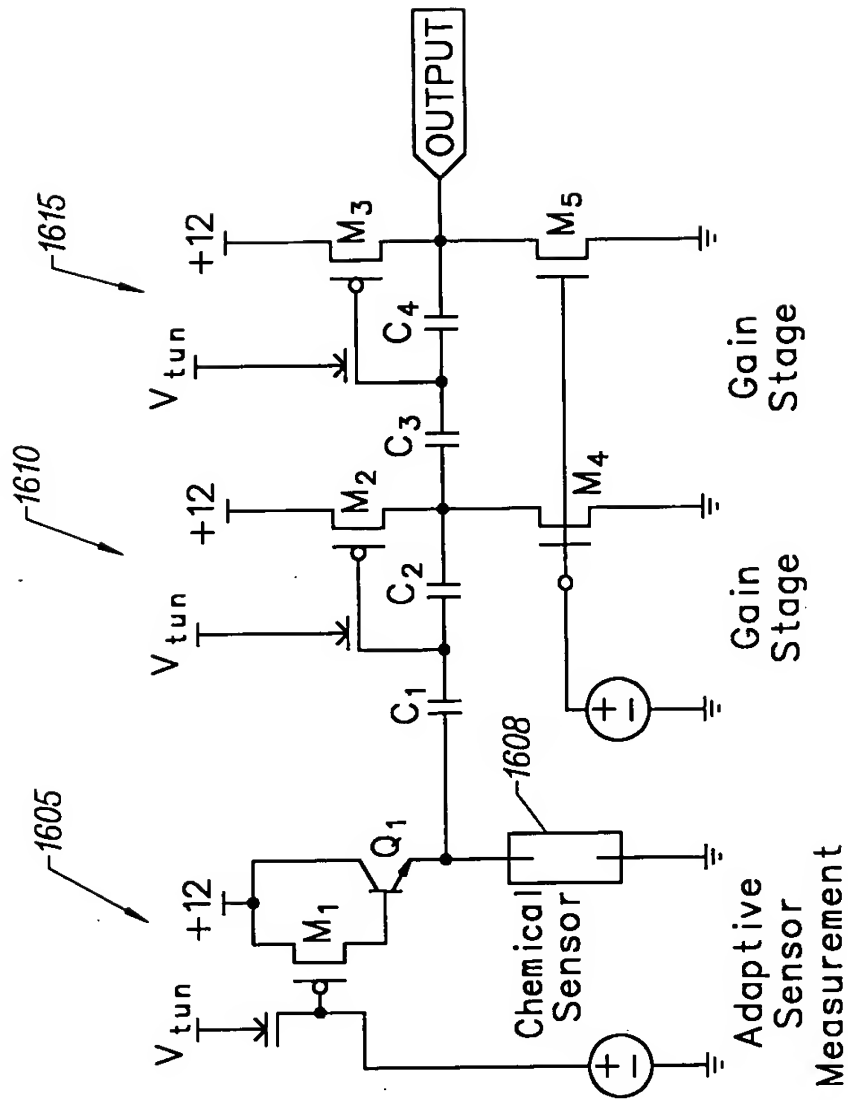 1605
1610
1615
Vtun
+12
M1
Q1
Vtun
+12
M2
Vtun
+12
M3
C1
C2
C3
C4
OUTPUT
1608
Chemical
Sensor
+
-
+
-
M4
M5
Adaptive
Sensor
Measurement
Gain
Stage
Gain
Stage